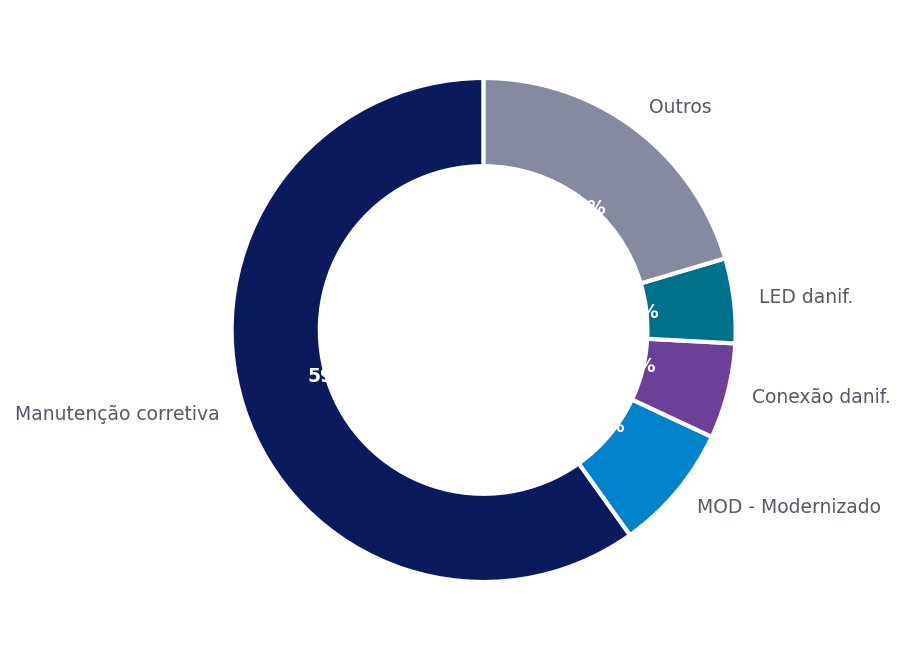 Outros
%
LED danif.
%
%
Conexão danif.
Manutenção corretiva
%
MOD - Modernizado